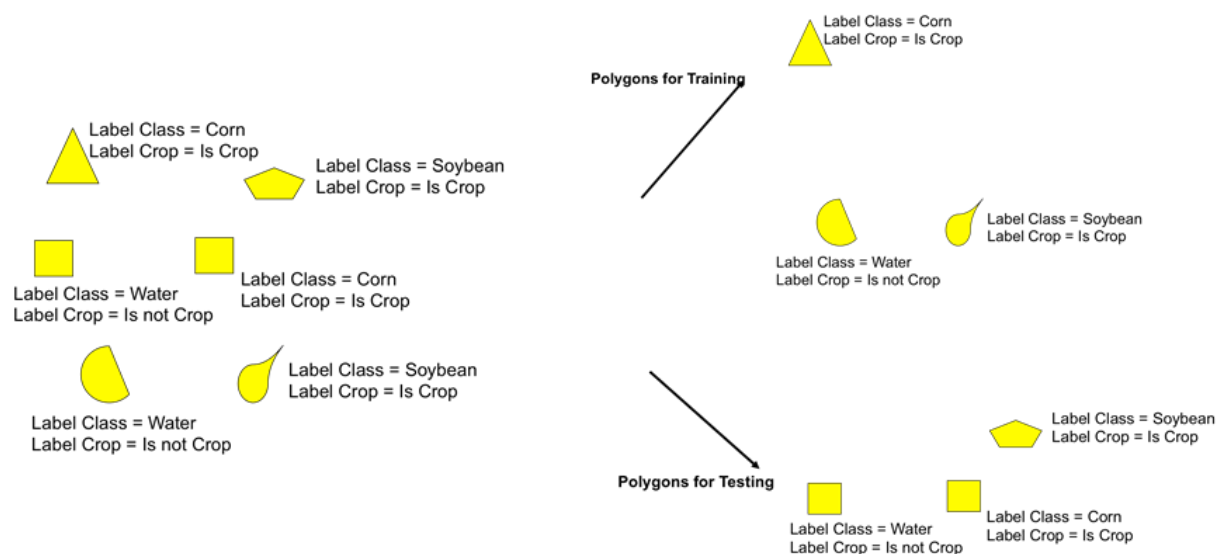 Label Class = Corn
Label Crop = Is Crop
Label Class = Soybean
Label Crop = Is Crop
Label Class = Water
Label Crop = Is not Crop
Label Class = Corn
Label Crop = Is Crop
Label Class = Water
Label Crop = Is not Crop
Label Class = Soybean
Label Crop = Is Crop
Polygons for Training
Label Class = Corn
Label Crop = Is Crop
Label Class = Water
Label Crop = Is not Crop
Label Class = Soybean
Label Crop = Is Crop
Polygons for Testing
Label Class = Soybean
Label Crop = Is Crop
Label Class = Water
Label Crop = Is not Crop
Label Class = Corn
Label Crop = Is Crop